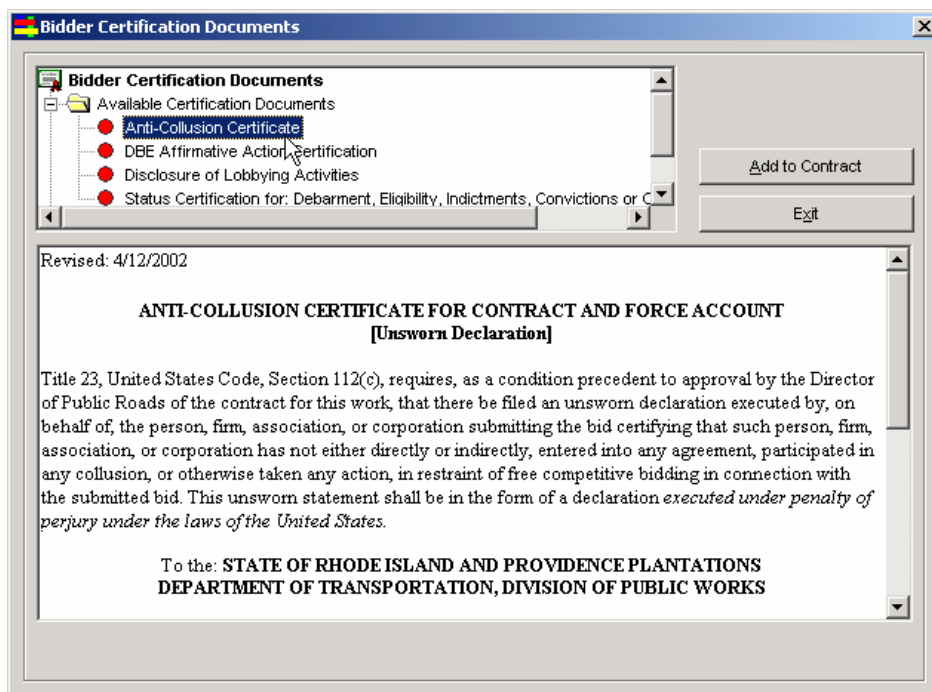 Bidder Certification Documents
Bidder Certification Documents
Available Certification Documents
Anti-Collusion Certificate
DBE Affirmative Action Certification
Disclosure of Lobbying Activities
Status Certification for: Debarment, Eligibility, Indictments, Convictions or C
Add to Contract
Exit
Revised: 4/12/2002
ANTI-COLLUSION CERTIFICATE FOR CONTRACT AND FORCE ACCOUNT
[Unsworn Declaration]
Title 23, United States Code, Section 112(c), requires, as a condition precedent to approval by the Director
of Public Roads of the contract for this work, that there be filed an unsworn declaration executed by, on
behalf of, the person, firm, association, or corporation submitting the bid certifying that such person, firm,
association, or corporation has not either directly or indirectly, entered into any agreement, participated in
any collusion, or otherwise taken any action, in restraint of free competitive bidding in connection with
the submitted bid. This unsworn statement shall be in the form of a declaration executed under penalty of
perjury under the laws of the United States.
To the: STATE OF RHODE ISLAND AND PROVIDENCE PLANTATIONS
DEPARTMENT OF TRANSPORTATION, DIVISION OF PUBLIC WORKS